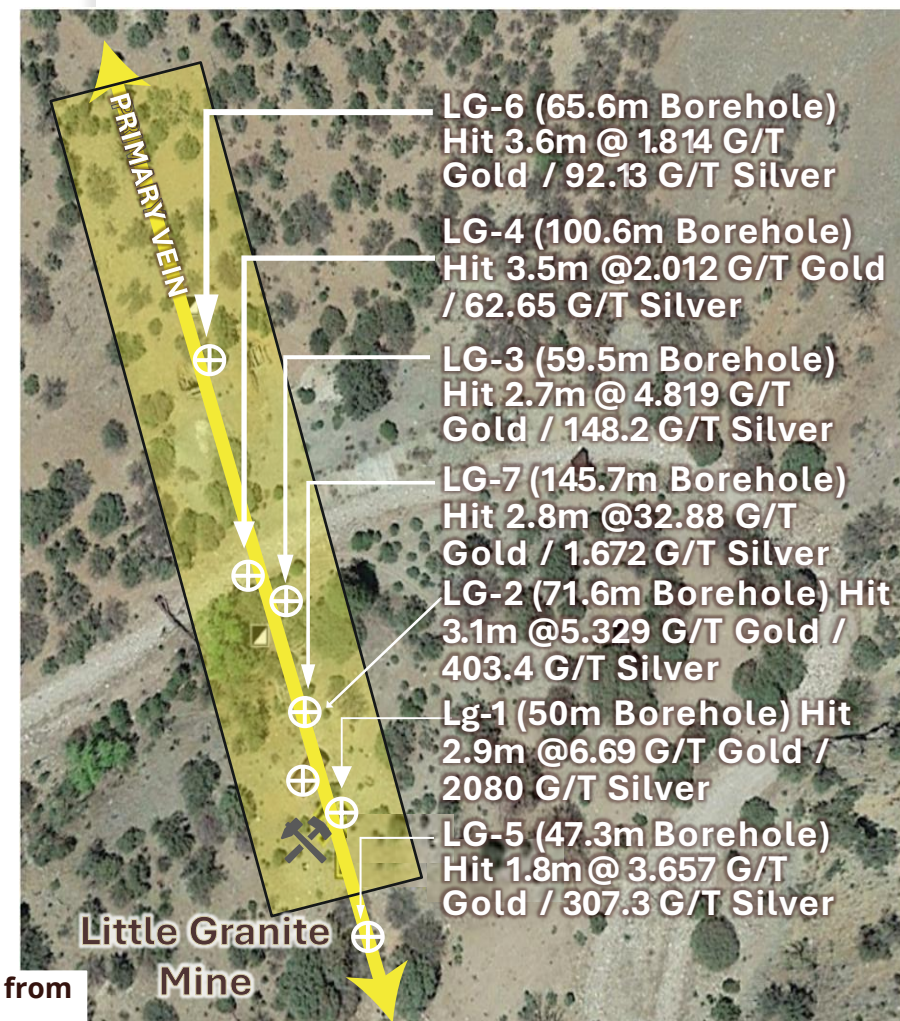 PRIMARY VEIN
LG-6 (65.6m Borehole)
Hit 3.6m @ 1.814 G/T
Gold / 92.13 G/T Silver
LG-4 (100.6m Borehole)
Hit 3.5m @2.012 G/T Gold
/ 62.65 G/T Silver
LG-3 (59.5m Borehole)
Hit 2.7m @ 4.819 G/T
Gold / 148.2 G/T Silver
LG-7 (145.7m Borehole)
Hit 2.8m @32.88 G/T
Gold / 1.672 G/T Silver
LG-2 (71.6m Borehole) Hit
3.1m @5.329 G/T Gold /
403.4 G/T Silver
Lg-1 (50m Borehole) Hit
2.9m @6.69 G/T Gold /
2080 G/T Silver
LG-5 (47.3m Borehole)
Hit 1.8m@ 3.657 G/T
Gold / 307.3 G/T Silver
Little Granite
Mine
from